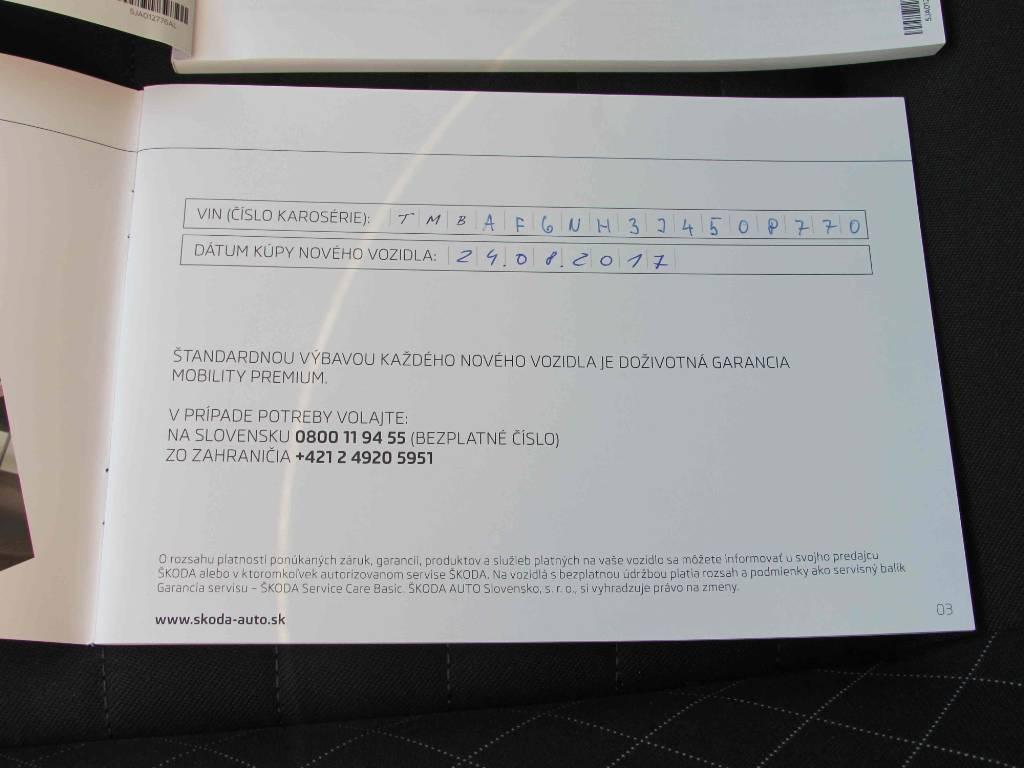 5JA012776AL
5JA012
VIN (ČÍSLO KAROSÉRIE): TMBAF6NH3J4508770
DÁTUM KÚPY NOVÉHO VOZIDLA: 24.08.2017
ŠTANDARDNOU VÝBAVOU KAŽDÉHO NOVÉHO VOZIDLA JE DOŽIVOTNÁ GARANCIA
MOBILITY PREMIUM.
V PRÍPADE POTREBY VOLAJTE:
NA SLOVENSKU 0800 11 94 55 (BEZPLATNÉ ČÍSLO)
ZO ZAHRANIČIA +421 2 4920 5951
O rozsahu platnosti ponúkaných záruk, garancií, produktov a služieb platných na vaše vozidlo sa môžete informovať u svojho predajcu
ŠKODA alebo v ktoromkoľvek autorizovanom servise ŠKODA. Na vozidlá s bezplatnou údržbou platia rozsah a podmienky ako servisný balík
Garancia servisu – ŠKODA Service Care Basic. ŠKODA AUTO Slovensko, s. r. o., si vyhradzuje právo na zmeny.
www.skoda-auto.sk
03